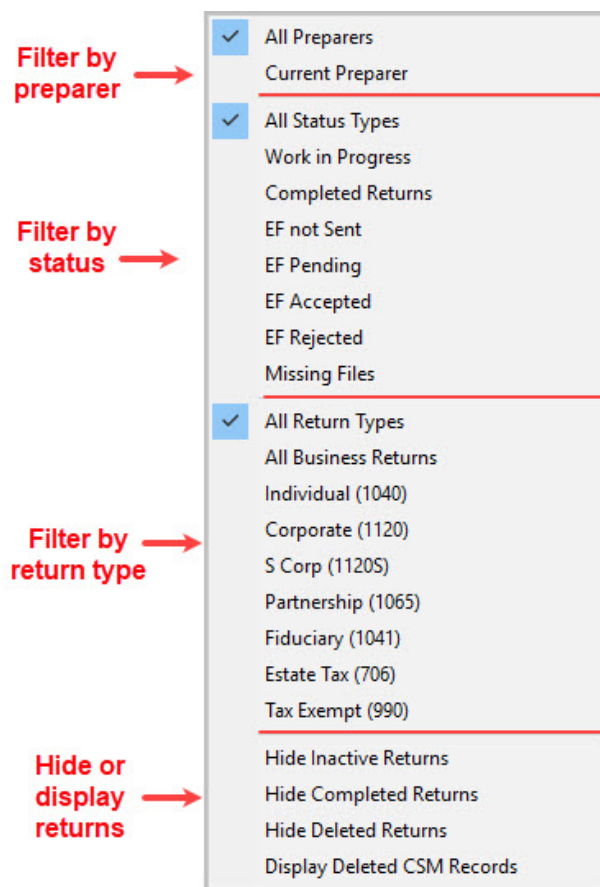 Filter by
preparer
All Preparers
Current Preparer
Filter by
status
All Status Types
Work in Progress
Completed Returns
EF not Sent
EF Pending
EF Accepted
EF Rejected
Missing Files
Filter by
return type
All Return Types
All Business Returns
Individual (1040)
Corporate (1120)
S Corp (1120S)
Partnership (1065)
Fiduciary (1041)
Estate Tax (706)
Tax Exempt (990)
Hide or
display
returns
Hide Inactive Returns
Hide Completed Returns
Hide Deleted Returns
Display Deleted CSM Records